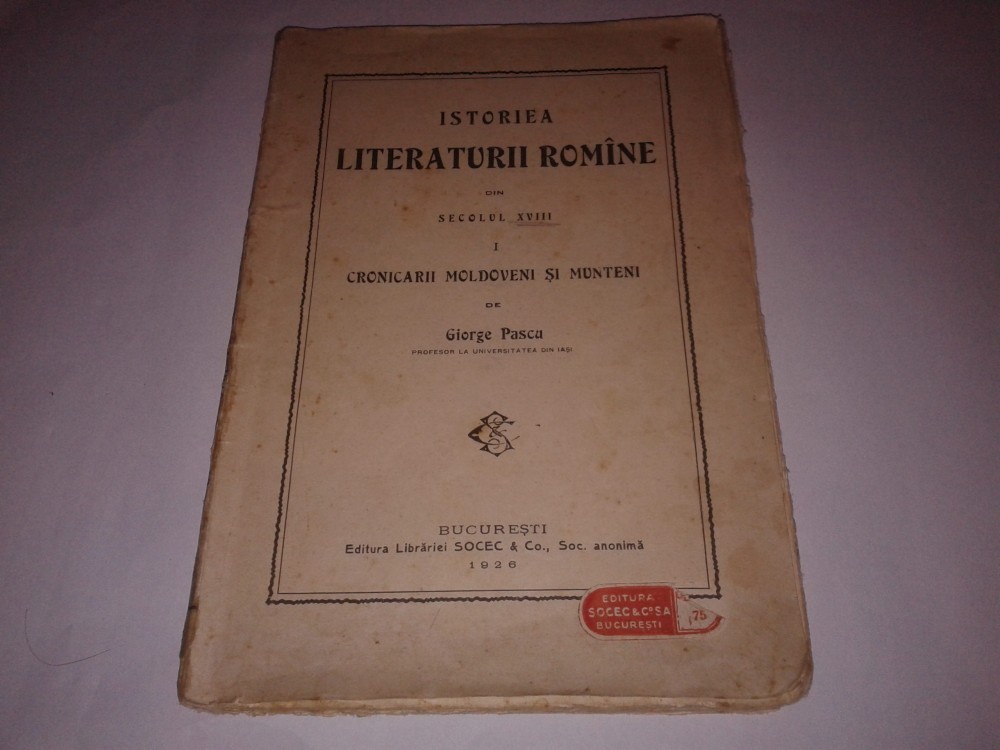 ISTORIEA
LITERATURII ROMÎNE
DIN
SECOLUL XVIII
I
CRONICARII MOLDOVENI ȘI MUNTENI
DE
Giorge Pascu
PROFESOR LA UNIVERSITATEA DIN IAȘI
BUCUREȘTI
Editura Librăriei SOCEC & Co., Soc. anonimă
1926
EDITURA
SOCEC & Cº SA
BUCUREȘTI
75